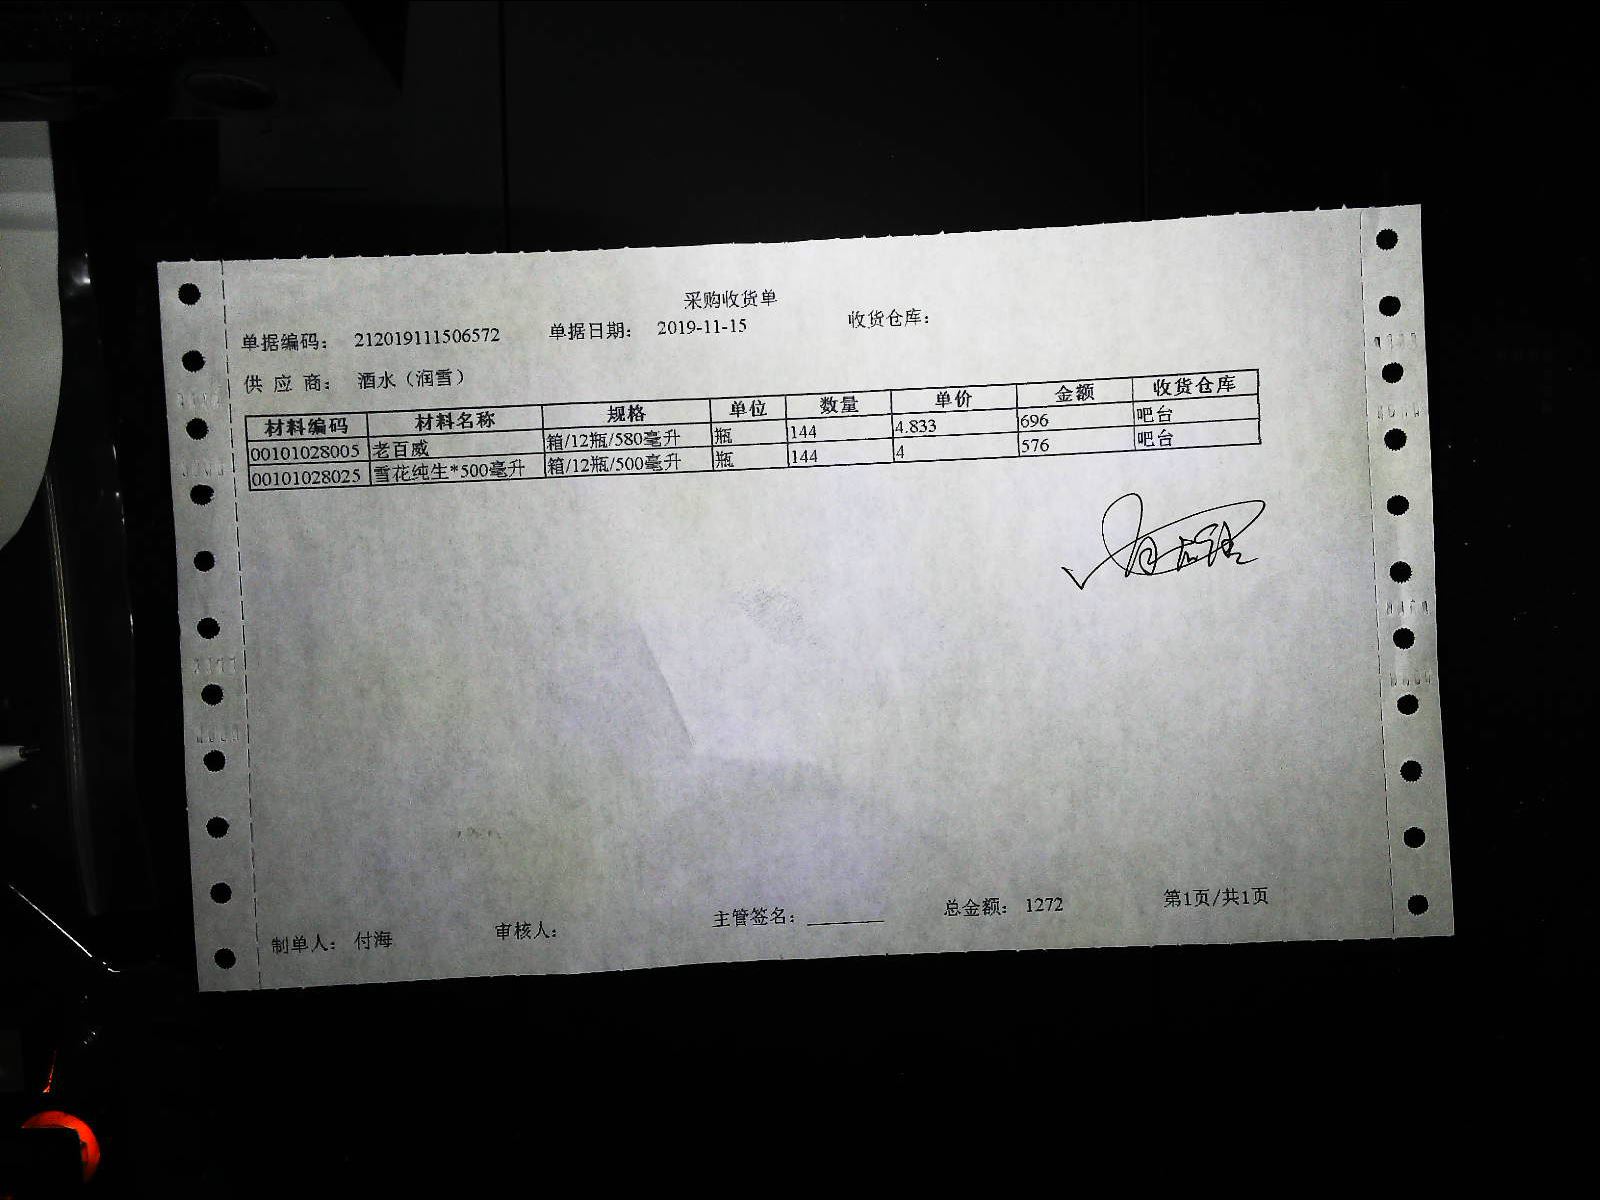 采购收货单
单据编码： 212019111506572 单据日期： 2019-11-15 收货仓库：
供 应 商： 酒水（润雪）
材料编码 材料名称 规格 单位 数量 单价 金额 收货仓库
00101028005 老百威 箱/12瓶/580毫升 瓶 144 4.833 696 吧台
00101028025 雪花纯生*500毫升 箱/12瓶/500毫升 瓶 144 4 576 吧台
制单人： 付海 审核人： 主管签名： 总金额： 1272 第1页/共1页